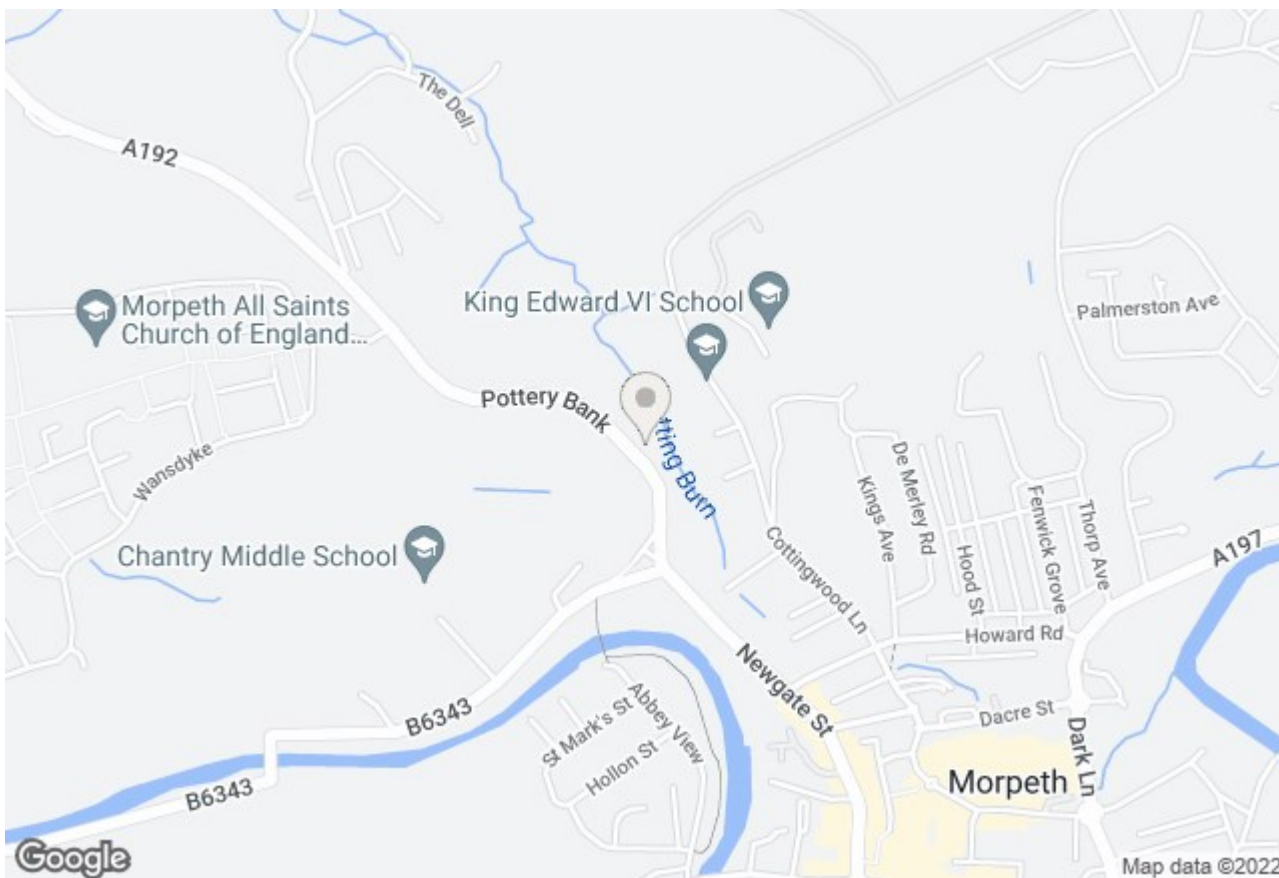 The Dell
A192
King Edward VI School
Morpeth All Saints
Church of England...
Palmerston Ave
Pottery Bank
tting Burn
Wansdyke
De Merley Rd
Kings Ave
Hood St
Fenwick Grove
Thorp Ave
A197
Chantry Middle School
Cottingwood Ln
Howard Rd
Newgate St
Abbey View
St Mark's St
Hollon St
B6343
B6343
Dacre St
Dark Ln
Morpeth
Google
Map data ©2022